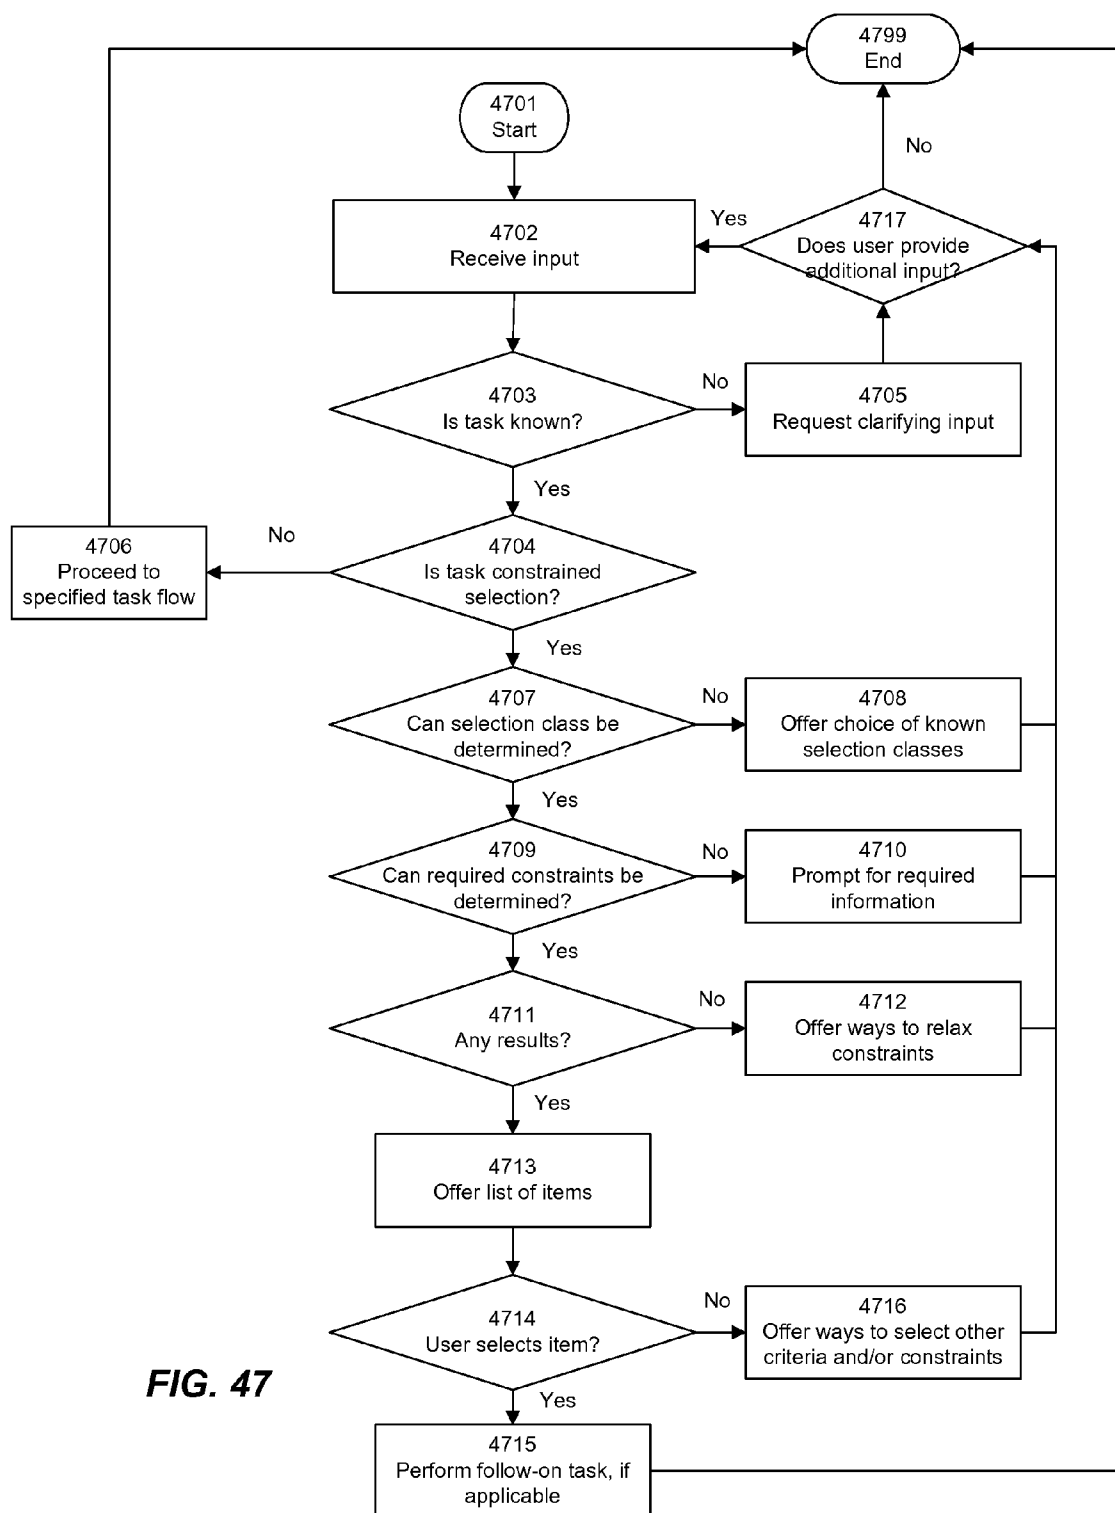 4799
End
4701
Start
No
Yes
4717
Does user provide
additional input?
4702
Receive input
4703
Is task known?
No
4705
Request clarifying input
Yes
4706
Proceed to
specified task flow
No
4704
Is task constrained
selection?
Yes
4707
Can selection class be
determined?
No
4708
Offer choice of known
selection classes
Yes
4709
Can required constraints be
determined?
No
4710
Prompt for required
information
Yes
4711
Any results?
No
4712
Offer ways to relax
constraints
Yes
4713
Offer list of items
4714
User selects item?
No
4716
Offer ways to select other
criteria and/or constraints
FIG. 47
Yes
4715
Perform follow-on task, if
applicable